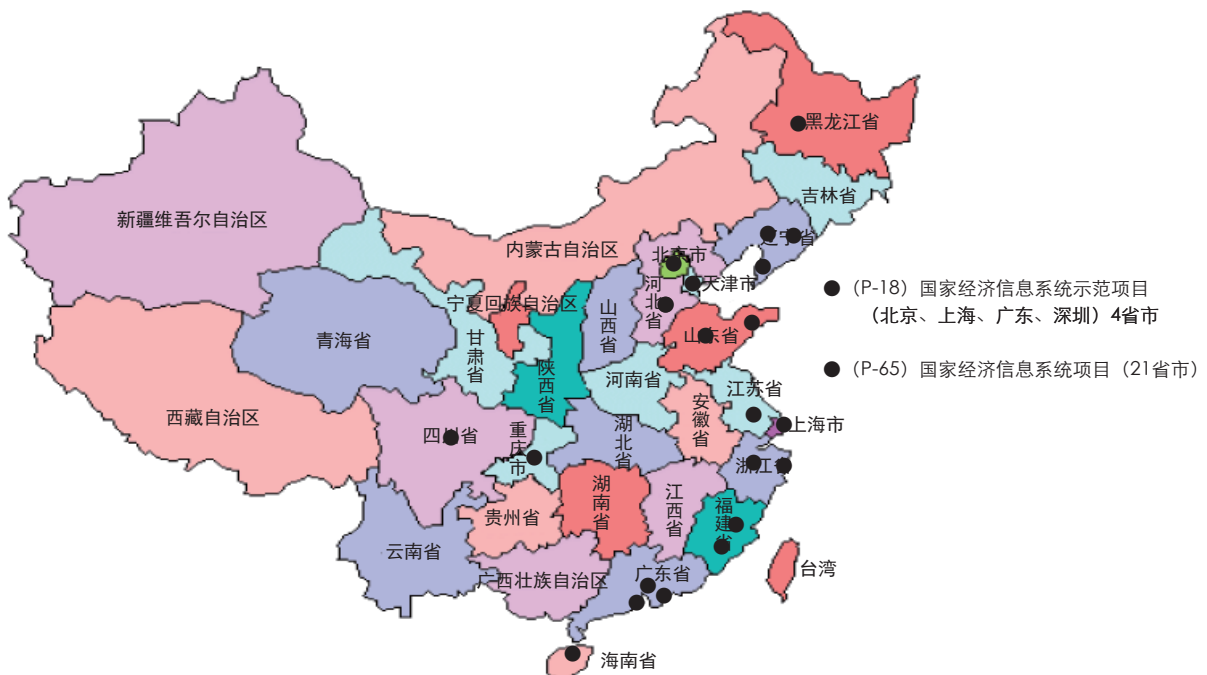 黑龙江省
吉林省
新疆维吾尔自治区
辽宁省
内蒙古自治区
北京市
天津市
河北省
宁夏回族自治区
山西省
(P-18)国家经济信息系统示范项目
(北京、上海、广东、深圳)4省市
青海省
甘肃省
山东省
陕西省
河南省
江苏省
(P-65)国家经济信息系统项目(21省市)
西藏自治区
安徽省
上海市
四川省
重庆市
湖北省
浙江省
湖南省
江西省
福建省
贵州省
云南省
广西壮族自治区
广东省
台湾
海南省